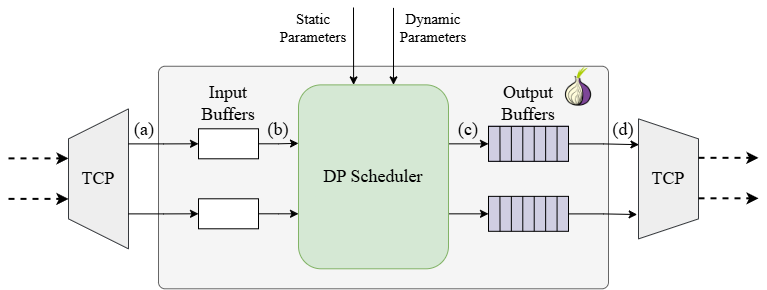 Static
Parameters
Dynamic
Parameters
Input
Buffers
Output
Buffers
(a)
(b)
(c)
(d)
TCP
DP Scheduler
TCP